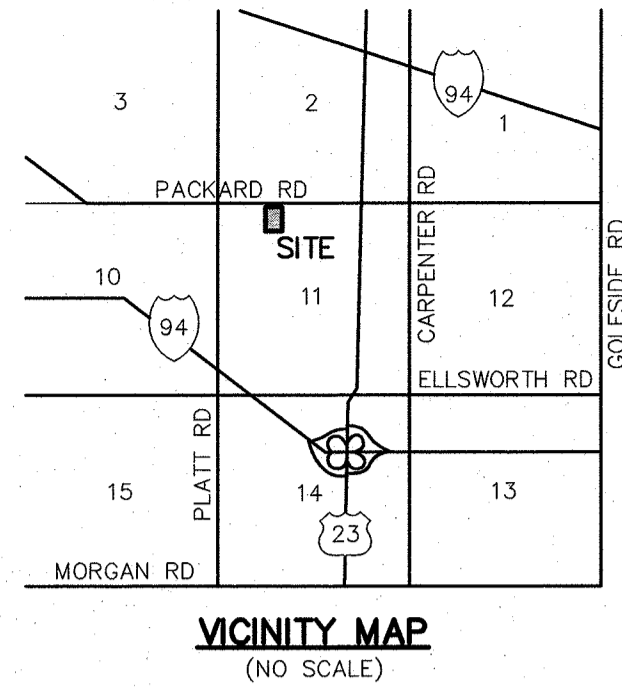 3
2
94
1
PACKARD RD
SITE
CARPENTER RD
GOLFSIDE RD
10
11
12
94
ELLSWORTH RD
PLATT RD
15
14
13
23
MORGAN RD
VICINITY MAP
(NO SCALE)